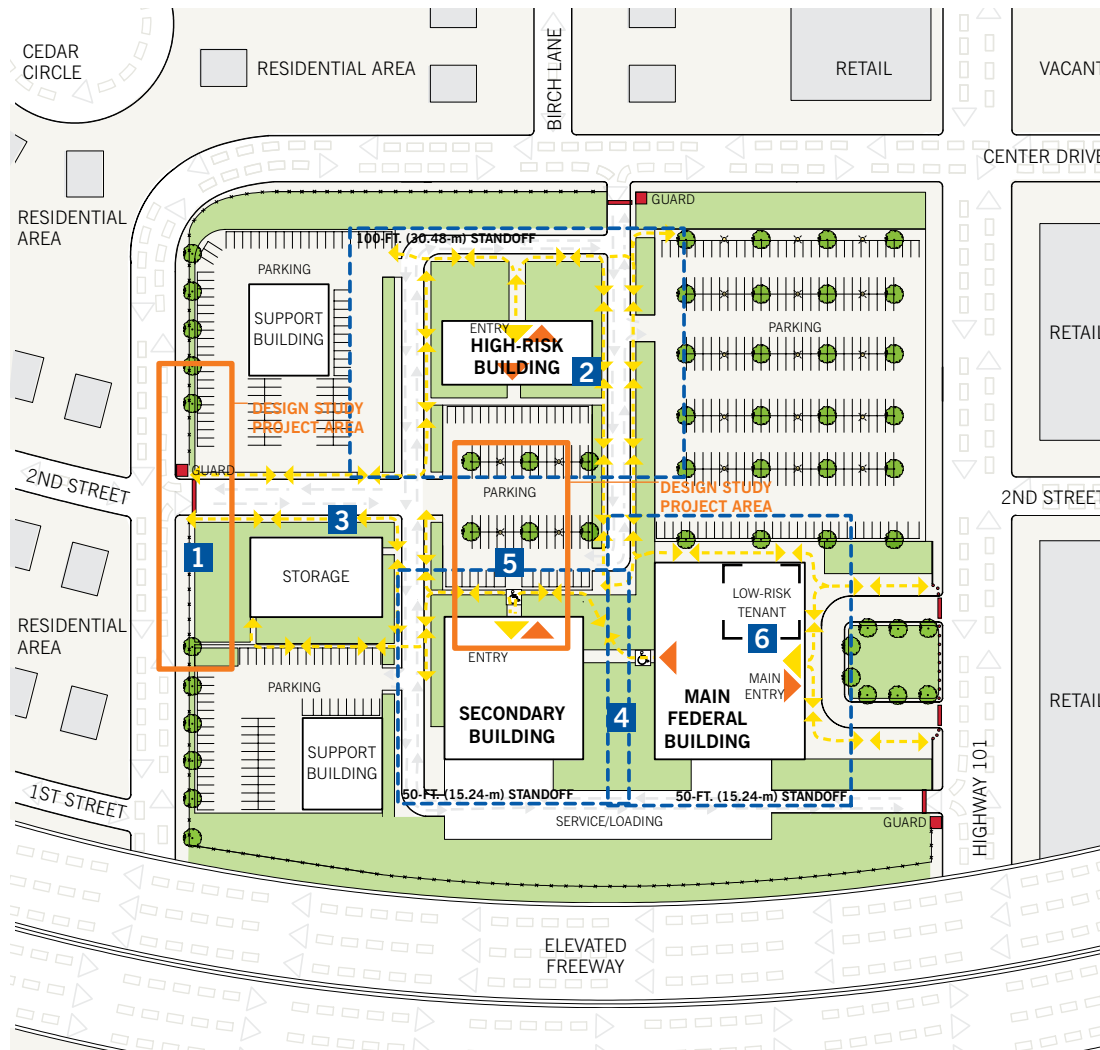 CEDAR
CIRCLE
RESIDENTIAL AREA
BIRCH LANE
RETAIL
VACANT
CENTER DRIVE
RESIDENTIAL
AREA
GUARD
100-FT. (30.48-m) STANDOFF
PARKING
SUPPORT
BUILDING
ENTRY
HIGH-RISK
BUILDING
2
PARKING
RETAIL
DESIGN STUDY
PROJECT AREA
GUARD
2ND STREET
PARKING
DESIGN STUDY
PROJECT AREA
2ND STREET
3
1
5
STORAGE
LOW-RISK
TENANT
6
RESIDENTIAL
AREA
ENTRY
MAIN
ENTRY
PARKING
SECONDARY
BUILDING
4
MAIN
FEDERAL
BUILDING
RETAIL
SUPPORT
BUILDING
1ST STREET
50-FT. (15.24-m) STANDOFF
50-FT. (15.24-m) STANDOFF
SERVICE/LOADING
GUARD
HIGHWAY 101
ELEVATED
FREEWAY